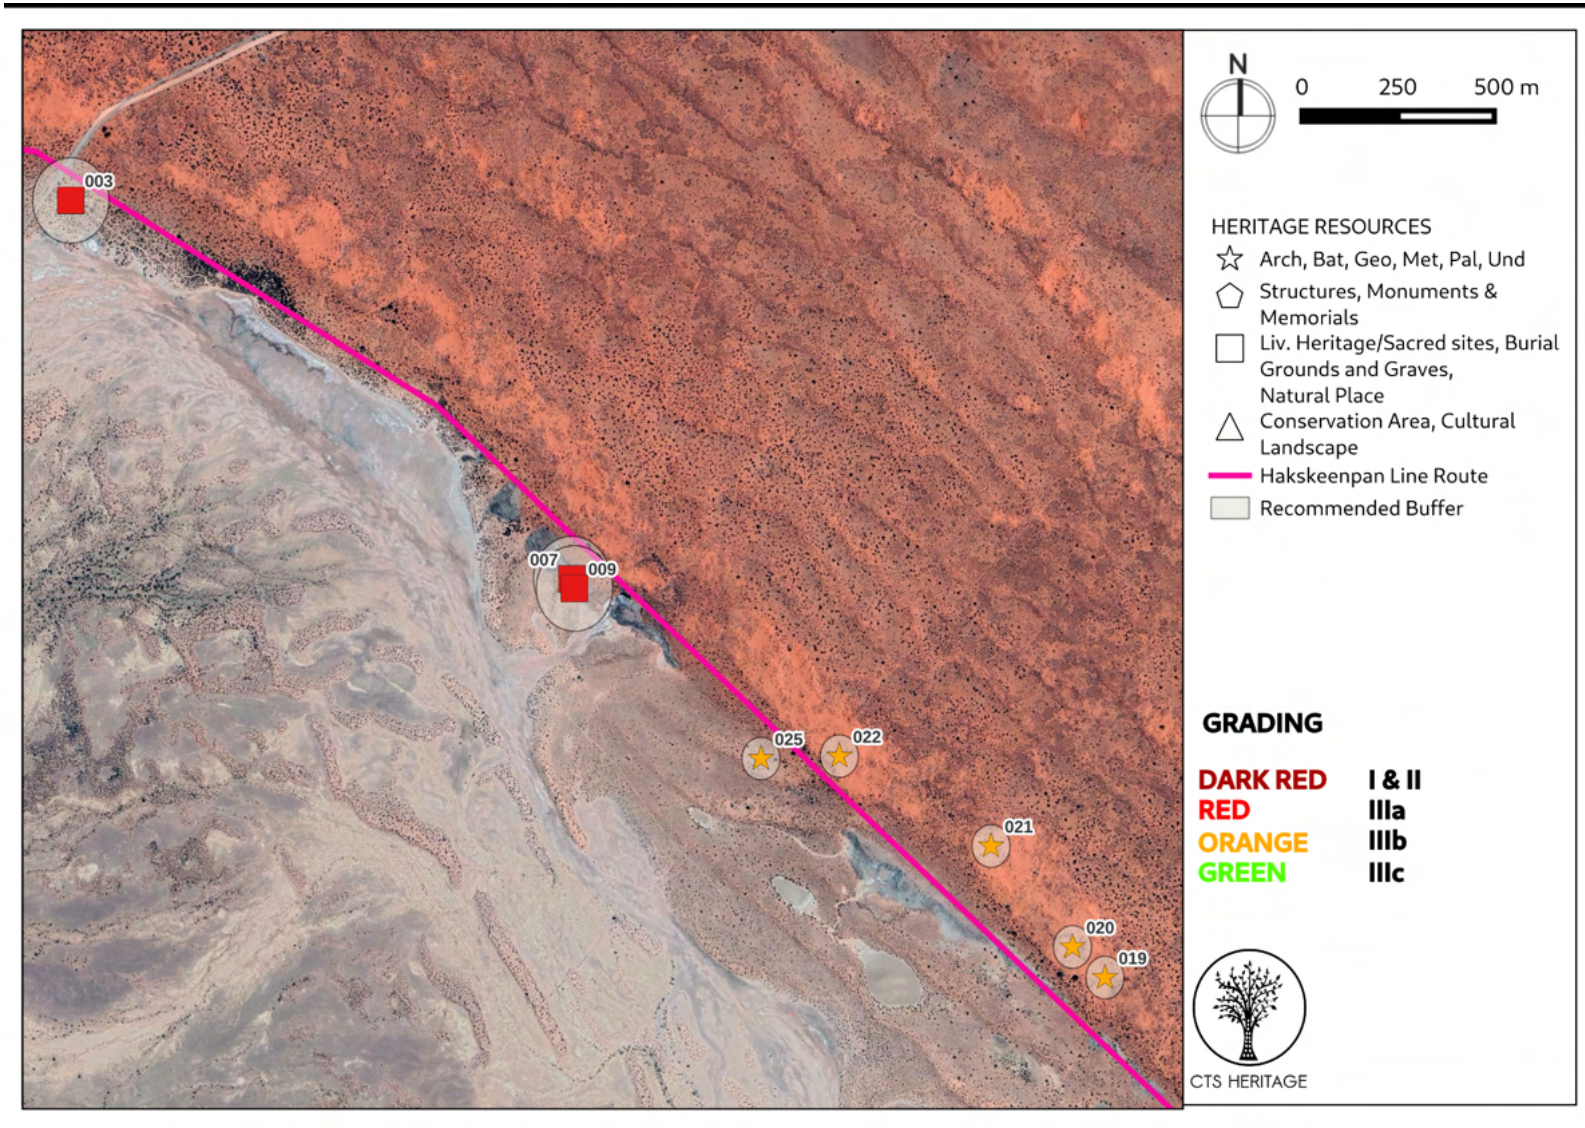 003
007
009
025
022
021
020
019
N
0 250 500 m
HERITAGE RESOURCES
Arch, Bat, Geo, Met, Pal, Und
Structures, Monuments &
Memorials
Liv. Heritage/Sacred sites, Burial
Grounds and Graves,
Natural Place
Conservation Area, Cultural
Landscape
Hakskeenpan Line Route
Recommended Buffer
GRADING
DARK RED I & II
RED IIIa
ORANGE IIIb
GREEN IIIc
CTS HERITAGE